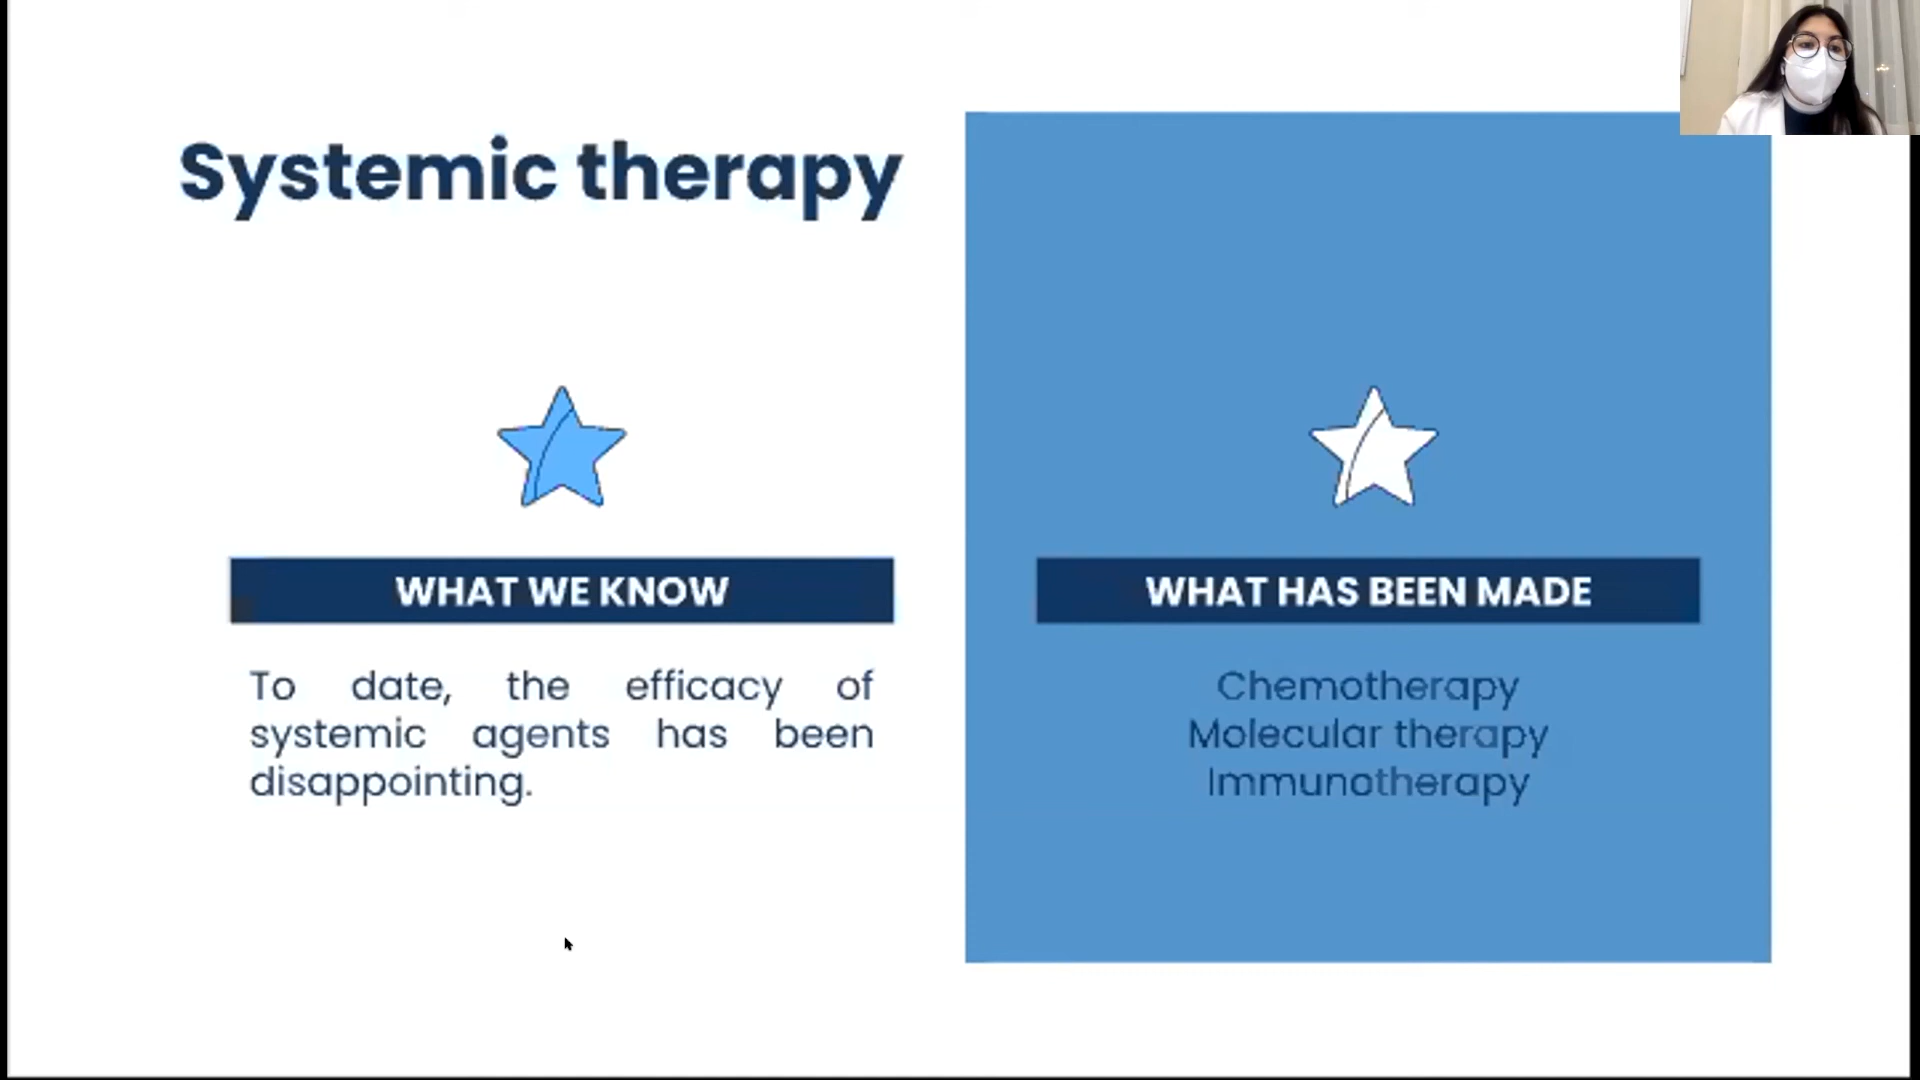 Systemic therapy
WHAT WE KNOW
To date, the efficacy of
systemic agents has been
disappointing.
WHAT HAS BEEN MADE
Chemotherapy
Molecular therapy
Immunotherapy